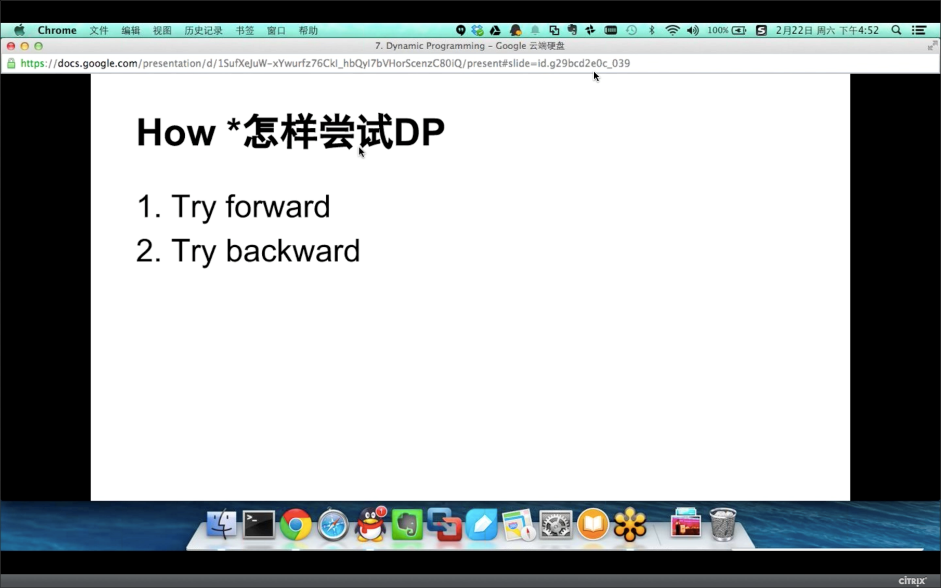 Chrome 文件 编辑 视图 历史记录 书签 窗口 帮助 100% 2月22日 周六 下午4:52
7. Dynamic Programming – Google 云端硬盘
https://docs.google.com/presentation/d/1SufXeJuW-xYwurfz76CkI_hbQyI7bVHorScenzC80iQ/present#slide=id.g29bcd2e0c_039
How *怎样尝试DP
1. Try forward
2. Try backward
CITRIX